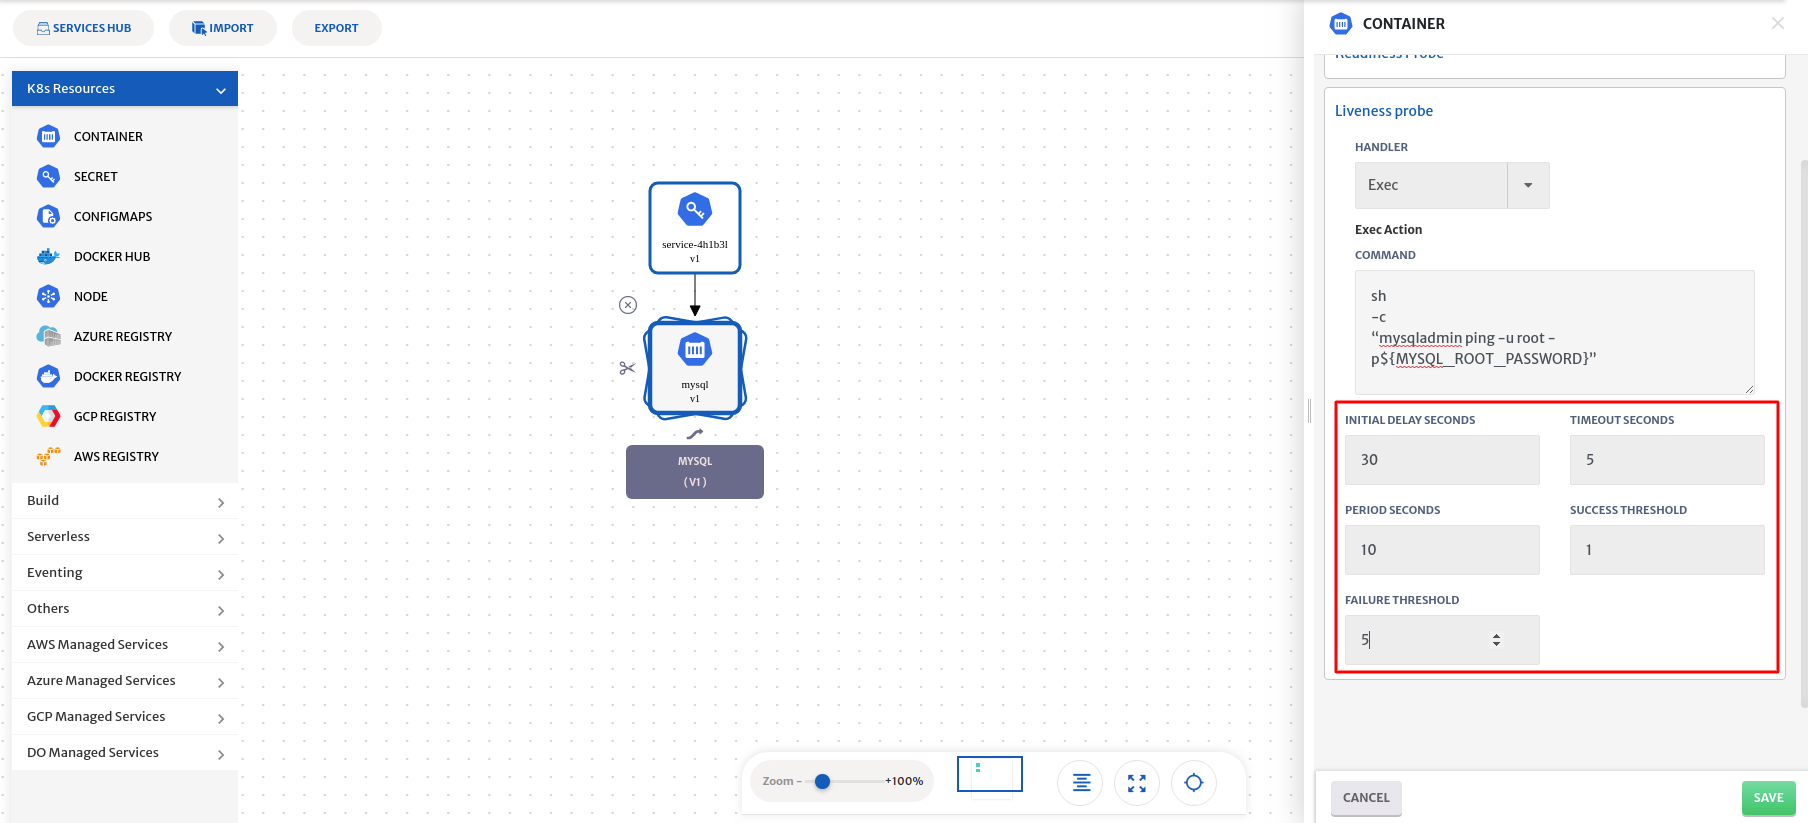 SERVICES HUB
IMPORT
EXPORT
K8s Resources
CONTAINER
SECRET
CONFIGMAPS
DOCKER HUB
NODE
AZURE REGISTRY
DOCKER REGISTRY
GCP REGISTRY
AWS REGISTRY
Build
Serverless
Eventing
Others
AWS Managed Services
Azure Managed Services
GCP Managed Services
DO Managed Services
service-4h1b3l
v1
mysql
v1
MYSQL
( V1 )
Zoom -
+100%
CONTAINER
Readiness Probe
Liveness probe
HANDLER
Exec
Exec Action
COMMAND
sh
-c
“mysqladmin ping -u root -
p${MYSQL_ROOT_PASSWORD}”
INITIAL DELAY SECONDS
TIMEOUT SECONDS
30
5
PERIOD SECONDS
SUCCESS THRESHOLD
10
1
FAILURE THRESHOLD
5
CANCEL
SAVE